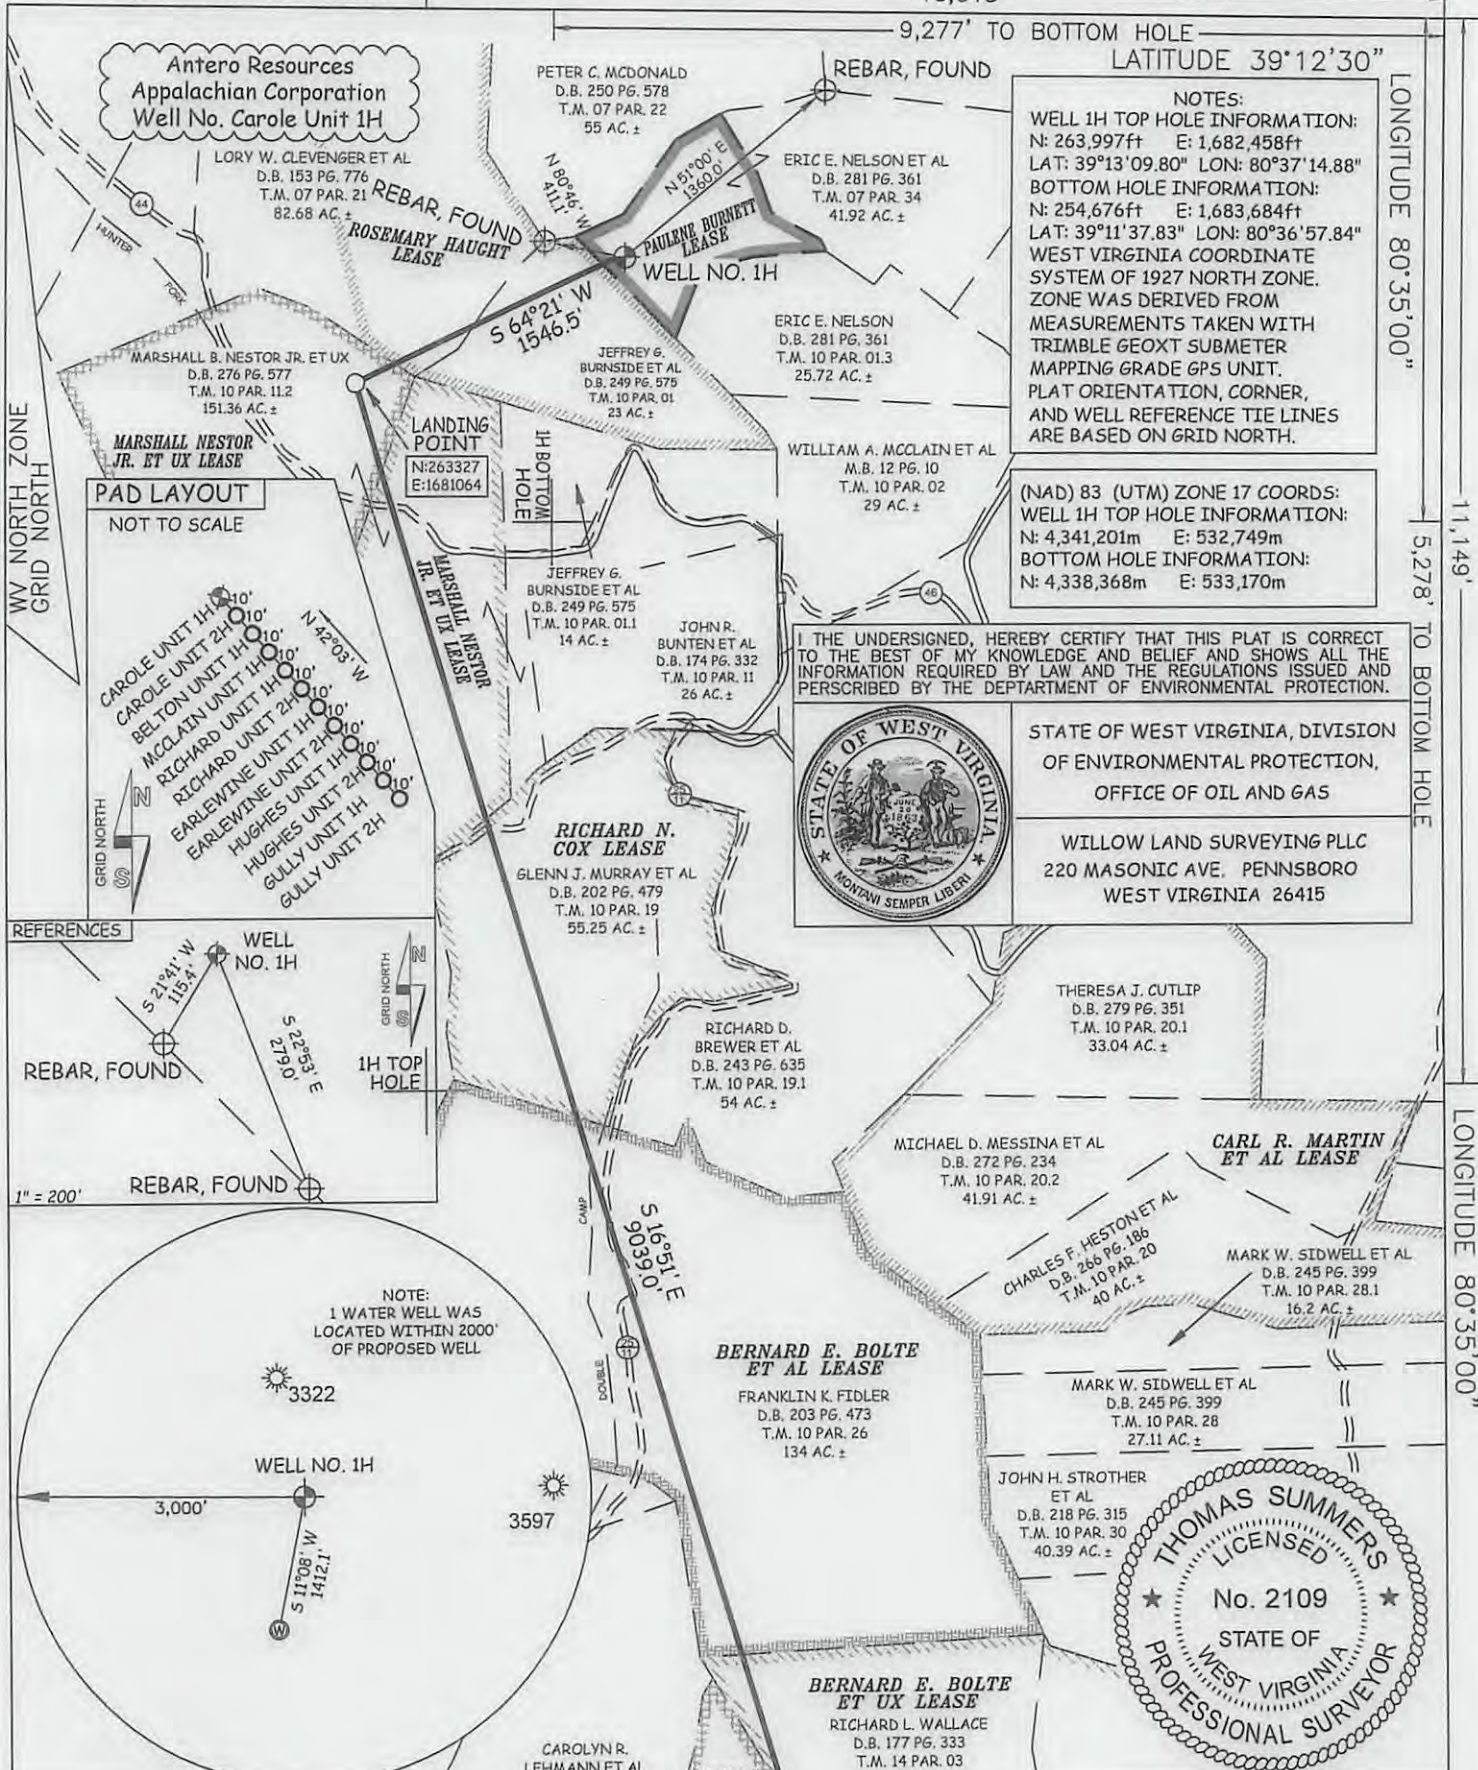 9,277' TO BOTTOM HOLE
LATITUDE 39°12'30"
LONGITUDE 80°35'00"
11,149'
5,278' TO BOTTOM HOLE
LONGITUDE 80°35'00"
Antero Resources
Appalachian Corporation
Well No. Carole Unit 1H
PETER C. MCDONALD
D.B. 250 PG. 578
T.M. 07 PAR. 22
55 AC. ±
REBAR, FOUND
LORY W. CLEVENGER ET AL
D.B. 153 PG. 776
T.M. 07 PAR. 21
82.68 AC. ±
44
HUNTER
FORK
REBAR, FOUND
ROSEMARY HAUGHT
LEASE
N 80°46' W
411.1'
N 51°00' E
1360.0'
PAULENE BURNETT
LEASE
WELL NO. 1H
ERIC E. NELSON ET AL
D.B. 281 PG. 361
T.M. 07 PAR. 34
41.92 AC. ±
NOTES:
WELL 1H TOP HOLE INFORMATION:
N: 263,997ft E: 1,682,458ft
LAT: 39°13'09.80" LON: 80°37'14.88"
BOTTOM HOLE INFORMATION:
N: 254,676ft E: 1,683,684ft
LAT: 39°11'37.83" LON: 80°36'57.84"
WEST VIRGINIA COORDINATE
SYSTEM OF 1927 NORTH ZONE.
ZONE WAS DERIVED FROM
MEASUREMENTS TAKEN WITH
TRIMBLE GEOXT SUBMETER
MAPPING GRADE GPS UNIT.
PLAT ORIENTATION, CORNER,
AND WELL REFERENCE TIE LINES
ARE BASED ON GRID NORTH.
S 64°21' W
1546.5'
MARSHALL B. NESTOR JR. ET UX
D.B. 276 PG. 577
T.M. 10 PAR. 11.2
151.36 AC. ±
MARSHALL NESTOR
JR. ET UX LEASE
JEFFREY G.
BURNSIDE ET AL
D.B. 249 PG. 575
T.M. 10 PAR. 01
23 AC. ±
ERIC E. NELSON
D.B. 281 PG. 361
T.M. 10 PAR. 01.3
25.72 AC. ±
WV NORTH ZONE
GRID NORTH
LANDING
POINT
N:263327
E:1681064
1H BOTTOM
HOLE
WILLIAM A. MCCLAIN ET AL
M.B. 12 PG. 10
T.M. 10 PAR. 02
29 AC. ±
(NAD) 83 (UTM) ZONE 17 COORDS:
WELL 1H TOP HOLE INFORMATION:
N: 4,341,201m E: 532,749m
BOTTOM HOLE INFORMATION:
N: 4,338,368m E: 533,170m
PAD LAYOUT
NOT TO SCALE
CAROLE UNIT 1H 10'
CAROLE UNIT 2H 10'
BELTON UNIT 1H 10'
MCCLAIN UNIT 1H 10'
RICHARD UNIT 1H 10'
RICHARD UNIT 2H 10'
EARLEWINE UNIT 1H 10'
EARLEWINE UNIT 2H 10'
HUGHES UNIT 1H 10'
HUGHES UNIT 2H 10'
GULLY UNIT 1H 10'
GULLY UNIT 2H
N 42°03' W
GRID NORTH
N
S
MARSHALL NESTOR
JR. ET UX LEASE
JEFFREY G.
BURNSIDE ET AL
D.B. 249 PG. 575
T.M. 10 PAR. 01.1
14 AC. ±
JOHN R.
BUNTEN ET AL
D.B. 174 PG. 332
T.M. 10 PAR. 11
26 AC. ±
46
I THE UNDERSIGNED, HEREBY CERTIFY THAT THIS PLAT IS CORRECT
TO THE BEST OF MY KNOWLEDGE AND BELIEF AND SHOWS ALL THE
INFORMATION REQUIRED BY LAW AND THE REGULATIONS ISSUED AND
PERSCRIBED BY THE DEPTARTMENT OF ENVIRONMENTAL PROTECTION.
STATE OF WEST VIRGINIA
JUNE
20
1863
MONTANI SEMPER LIBERI
STATE OF WEST VIRGINIA, DIVISION
OF ENVIRONMENTAL PROTECTION,
OFFICE OF OIL AND GAS
WILLOW LAND SURVEYING PLLC
220 MASONIC AVE. PENNSBORO
WEST VIRGINIA 26415
RICHARD N.
COX LEASE
GLENN J. MURRAY ET AL
D.B. 202 PG. 479
T.M. 10 PAR. 19
55.25 AC. ±
REFERENCES
WELL
NO. 1H
S 21°41' W
115.4'
S 22°53' E
279.0'
REBAR, FOUND
REBAR, FOUND
GRID NORTH
N
S
1" = 200'
1H TOP
HOLE
RICHARD D.
BREWER ET AL
D.B. 243 PG. 635
T.M. 10 PAR. 19.1
54 AC. ±
THERESA J. CUTLIP
D.B. 279 PG. 351
T.M. 10 PAR. 20.1
33.04 AC. ±
MICHAEL D. MESSINA ET AL
D.B. 272 PG. 234
T.M. 10 PAR. 20.2
41.91 AC. ±
CARL R. MARTIN
ET AL LEASE
CHARLES F. HESTON ET AL
D.B. 266 PG. 186
T.M. 10 PAR. 20
40 AC. ±
MARK W. SIDWELL ET AL
D.B. 245 PG. 399
T.M. 10 PAR. 28.1
16.2 AC. ±
CAMP
DOUBLE
S 16°51' E
9039.0'
25
11
NOTE:
1 WATER WELL WAS
LOCATED WITHIN 2000'
OF PROPOSED WELL
3322
WELL NO. 1H
3,000'
3597
S 11°08' W
1412.1'
W
BERNARD E. BOLTE
ET AL LEASE
FRANKLIN K. FIDLER
D.B. 203 PG. 473
T.M. 10 PAR. 26
134 AC. ±
MARK W. SIDWELL ET AL
D.B. 245 PG. 399
T.M. 10 PAR. 28
27.11 AC. ±
JOHN H. STROTHER
ET AL
D.B. 218 PG. 315
T.M. 10 PAR. 30
40.39 AC. ±
THOMAS SUMMERS
LICENSED
No. 2109
STATE OF
WEST VIRGINIA
PROFESSIONAL SURVEYOR
BERNARD E. BOLTE
ET UX LEASE
RICHARD L. WALLACE
D.B. 177 PG. 333
T.M. 14 PAR. 03
CAROLYN R.
LEHMANN ET AL